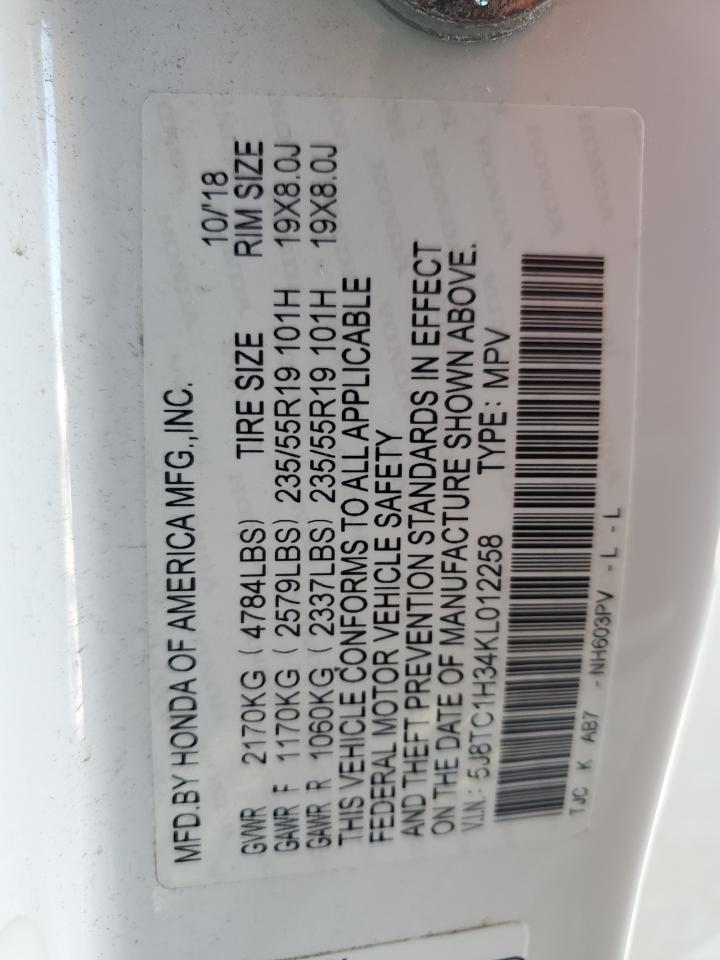 MFD.BY HONDA OF AMERICA MFG.,INC. 10/'18
GVWR 2170KG ( 4784LBS) TIRE SIZE RIM SIZE
GAWR F 1170KG ( 2579LBS) 235/55R19 101H 19X8.0J
GAWR R 1060KG ( 2337LBS) 235/55R19 101H 19X8.0J
THIS VEHICLE CONFORMS TO ALL APPLICABLE
FEDERAL MOTOR VEHICLE SAFETY
AND THEFT PREVENTION STANDARDS IN EFFECT
ON THE DATE OF MANUFACTURE SHOWN ABOVE.
V.I.N.: 5J8TC1H34KL012258 TYPE: MPV
TJC K AB7 -NH603PV -L -L